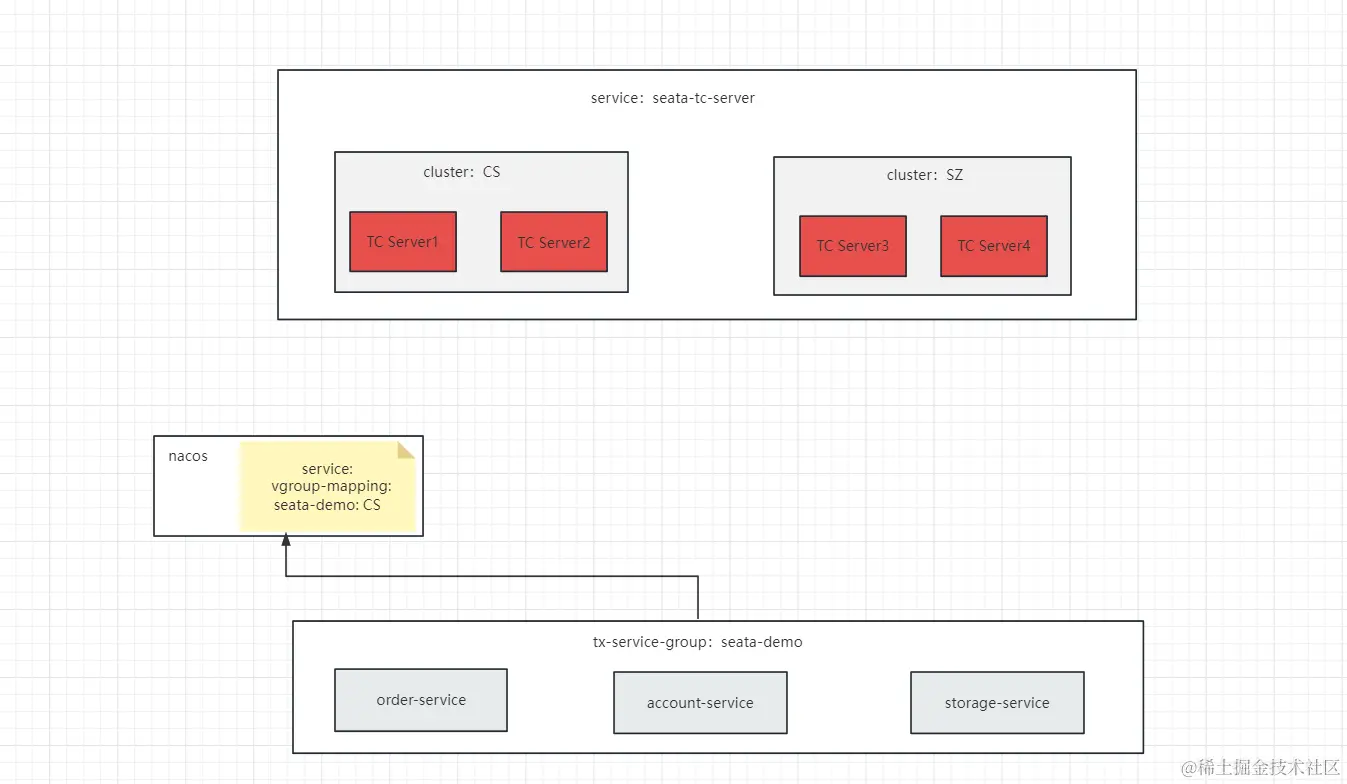 service：seata-tc-server
cluster：CS
cluster：SZ
TC Server1
TC Server2
TC Server3
TC Server4
nacos
service:
vgroup-mapping:
seata-demo: CS
tx-service-group：seata-demo
order-service
account-service
storage-service
@稀土掘金技术社区